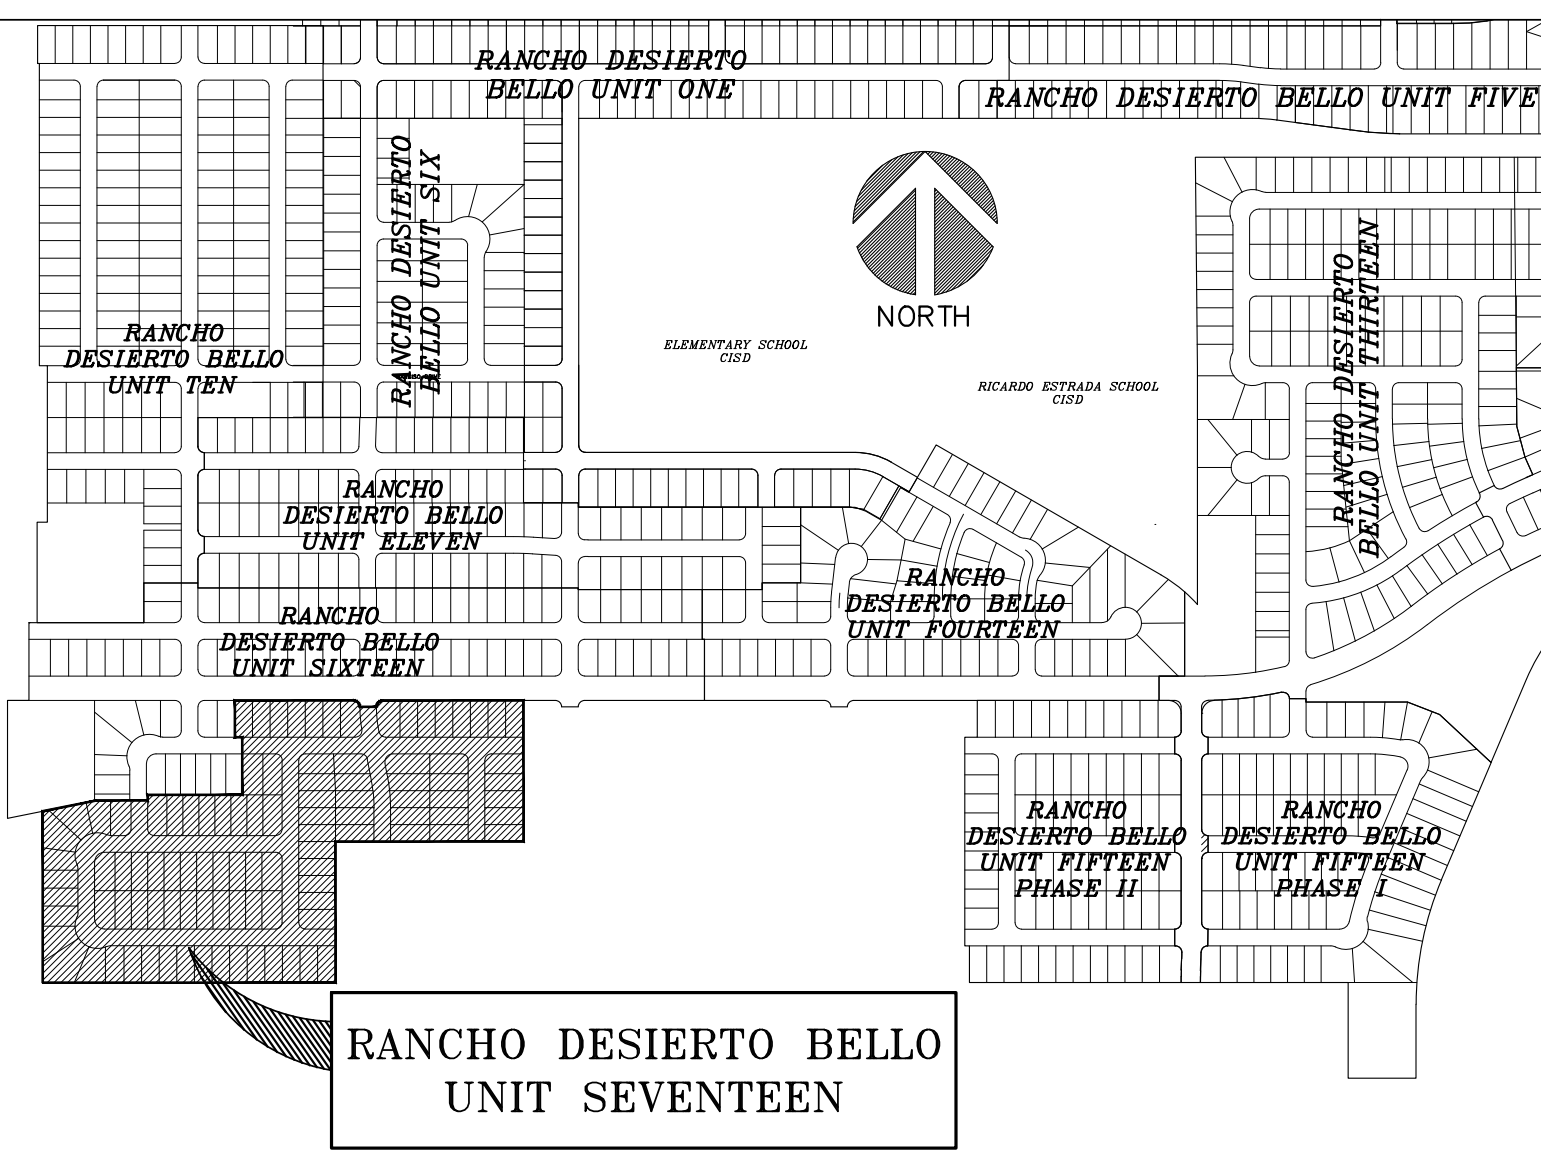 RANCHO DESIERTO
BELLO UNIT ONE
RANCHO DESIERTO BELLO UNIT FIVE
RANCHO DESIERTO
BELLO UNIT SIX
NORTH
RANCHO DESIERTO
BELLO UNIT THIRTEEN
RANCHO
DESIERTO BELLO
UNIT TEN
ELEMENTARY SCHOOL
CISD
RICARDO ESTRADA SCHOOL
CISD
RANCHO
DESIERTO BELLO
UNIT ELEVEN
RANCHO
DESIERTO BELLO
UNIT FOURTEEN
RANCHO
DESIERTO BELLO
UNIT SIXTEEN
RANCHO
DESIERTO BELLO
UNIT FIFTEEN
PHASE II
RANCHO
DESIERTO BELLO
UNIT FIFTEEN
PHASE I
RANCHO DESIERTO BELLO
UNIT SEVENTEEN